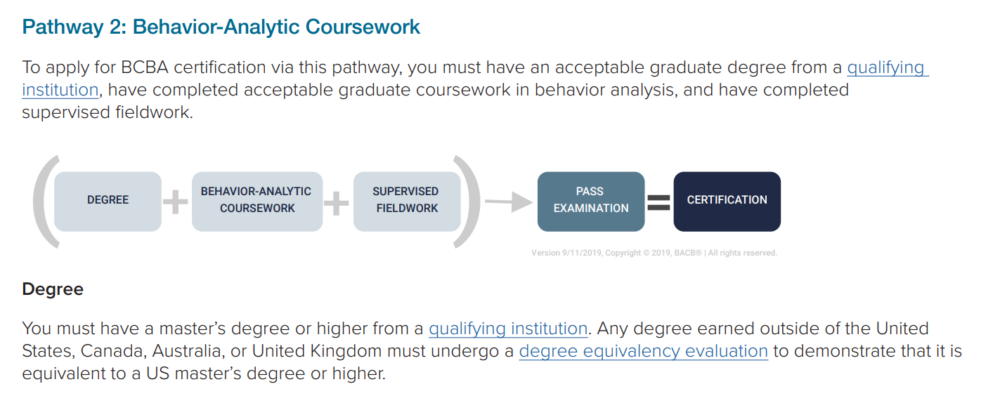 Pathway 2: Behavior-Analytic Coursework
To apply for BCBA certification via this pathway, you must have an acceptable graduate degree from a qualifying
institution, have completed acceptable graduate coursework in behavior analysis, and have completed
supervised fieldwork.
DEGREE
+
BEHAVIOR-ANALYTIC
COURSEWORK
+
SUPERVISED
FIELDWORK
PASS
EXAMINATION
=
CERTIFICATION
Version 9/11/2019, Copyright © 2019, BACB® | All rights reserved.
Degree
You must have a master’s degree or higher from a qualifying institution. Any degree earned outside of the United
States, Canada, Australia, or United Kingdom must undergo a degree equivalency evaluation to demonstrate that it is
equivalent to a US master’s degree or higher.